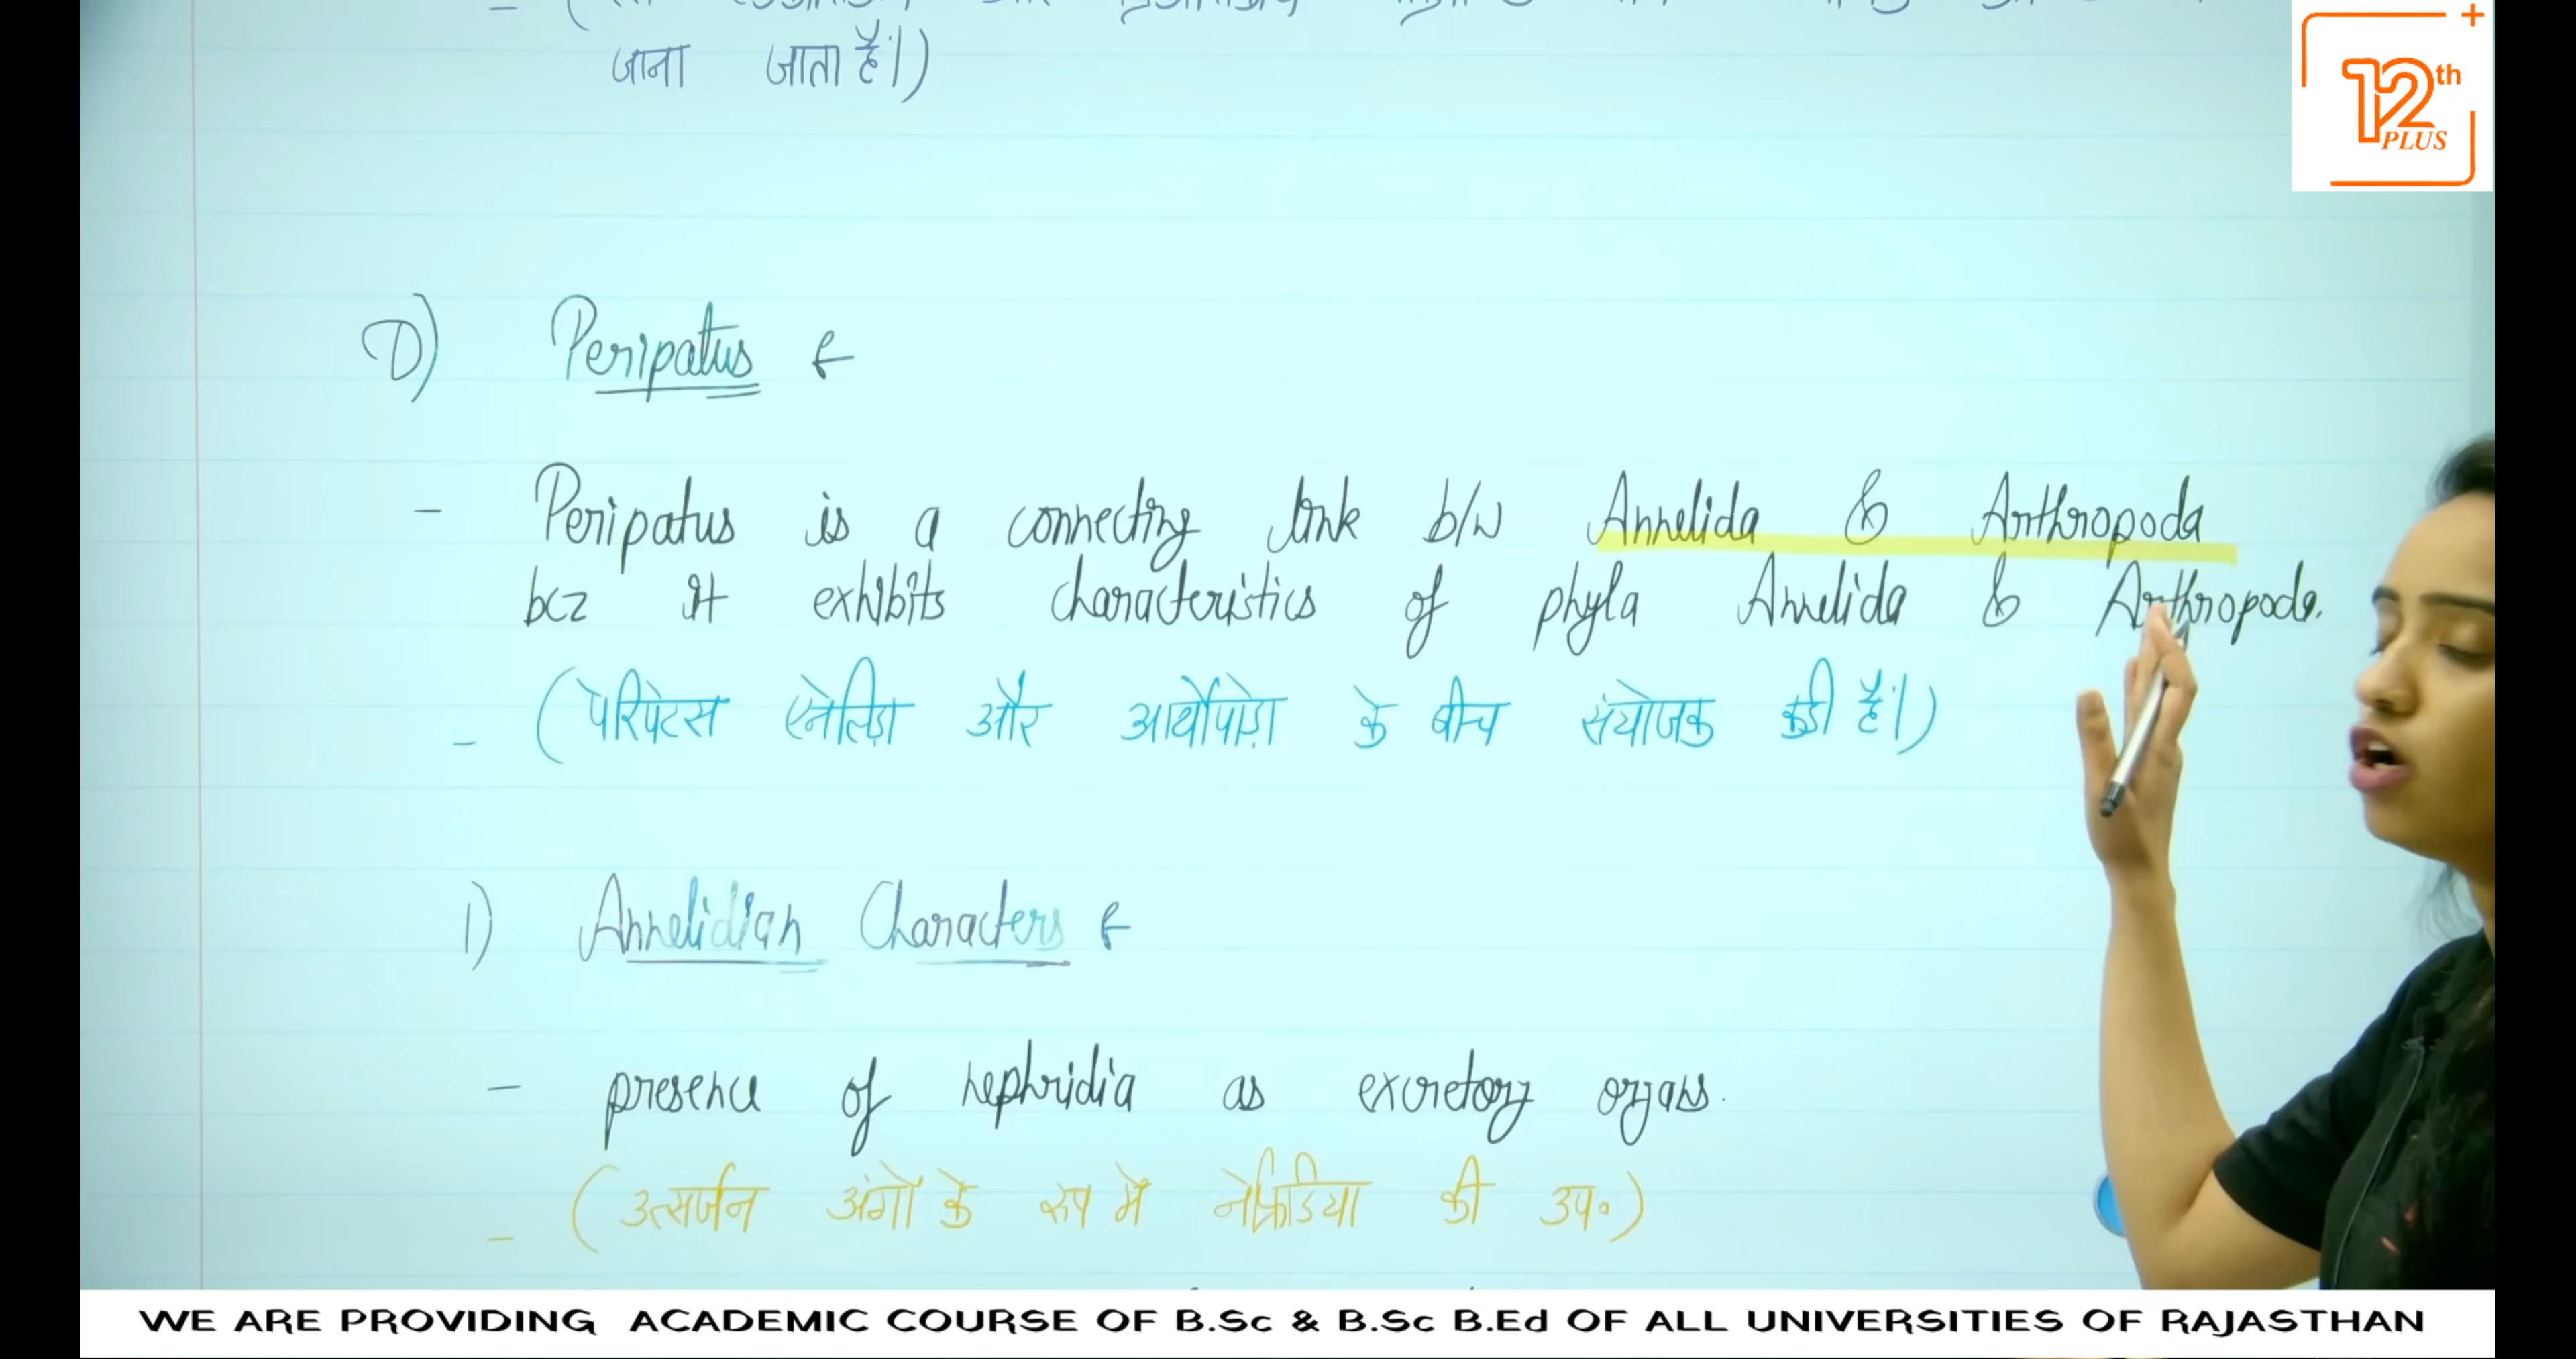 जाना जाता है।)
12th
PLUS
D) Peripatus
- Peripatus is a connecting link b/w Annelida & Arthropoda
bcz it exhibits characteristics of phyla Annelida & Arthropoda.
- (पेरिपेटस एनेलिडा और आर्थोपोडा के बीच संयोजक कडी है।)
1) Annelidian Characters
- presence of nephridia as excretory organs.
- (उत्सर्जन अंगों के रूप में नेफ्रिडिया की उप०)
WE ARE PROVIDING ACADEMIC COURSE OF B.Sc & B.Sc B.Ed OF ALL UNIVERSITIES OF RAJASTHAN